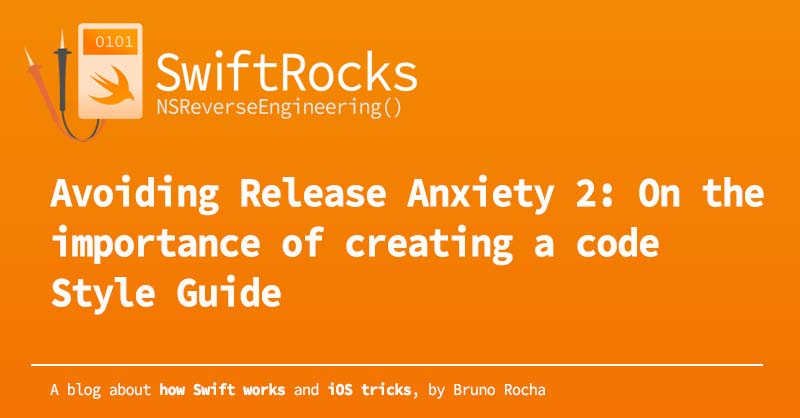 0101
SwiftRocks
NSReverseEngineering()
Avoiding Release Anxiety 2: On the
importance of creating a code
Style Guide
A blog about how Swift works and iOS tricks, by Bruno Rocha